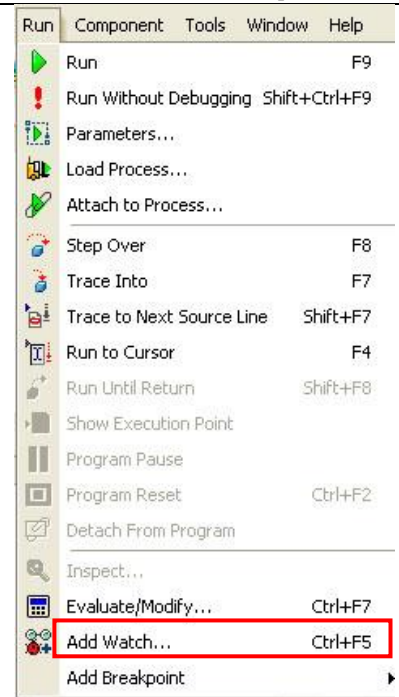 Run Component Tools Window Help
Run F9
Run Without Debugging Shift+Ctrl+F9
Parameters...
Load Process...
Attach to Process...
Step Over F8
Trace Into F7
Trace to Next Source Line Shift+F7
Run to Cursor F4
Run Until Return Shift+F8
Show Execution Point
Program Pause
Program Reset Ctrl+F2
Detach From Program
Inspect...
Evaluate/Modify... Ctrl+F7
Add Watch... Ctrl+F5
Add Breakpoint